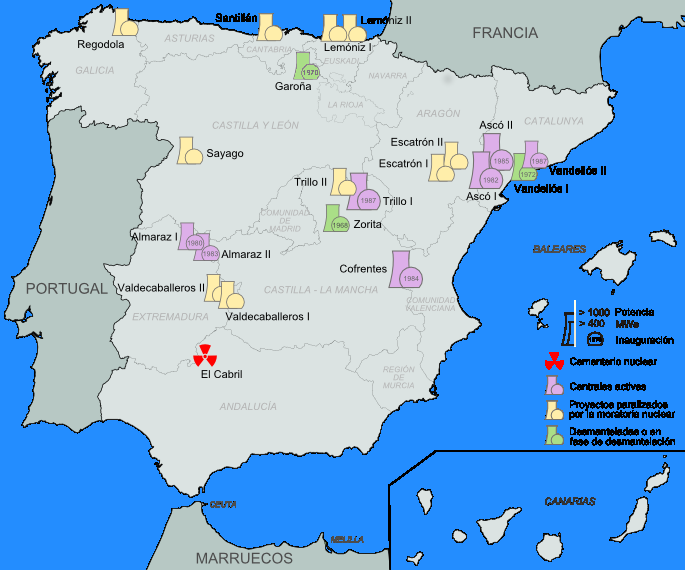 Santillán
Lemóniz II
Regodola
Lemóniz I
FRANCIA
ASTURIAS
CANTABRIA
EUSKADI
GALICIA
1970
Garoña
NAVARRA
LA RIOJA
ARAGÓN
CATALUNYA
CASTILLA Y LEÓN
Ascó II
Escatrón II
Sayago
Escatrón I
1985
1987
1982
1972
Vandellós II
Vandellós I
Trillo II
1987
Trillo I
Ascó I
COMUNIDAD
DE
MADRID
1968
Zorita
Almaraz I
1980
1983
Almaraz II
BALEARES
Cofrentes
1984
PORTUGAL
Valdecaballeros II
CASTILLA - LA MANCHA
COMUNIDAD
VALENCIANA
EXTREMADURA
Valdecaballeros I
> 1000 Potencia
> 400 MWe
Inauguración
El Cabril
Cementerio nuclear
REGIÓN
DE
MURCIA
Centrales activas
ANDALUCÍA
Proyectos paralizados
por la moratoria nuclear
Desmanteladas o en
fase de desmantelación
CEUTA
CANARIAS
MELILLA
MARRUECOS